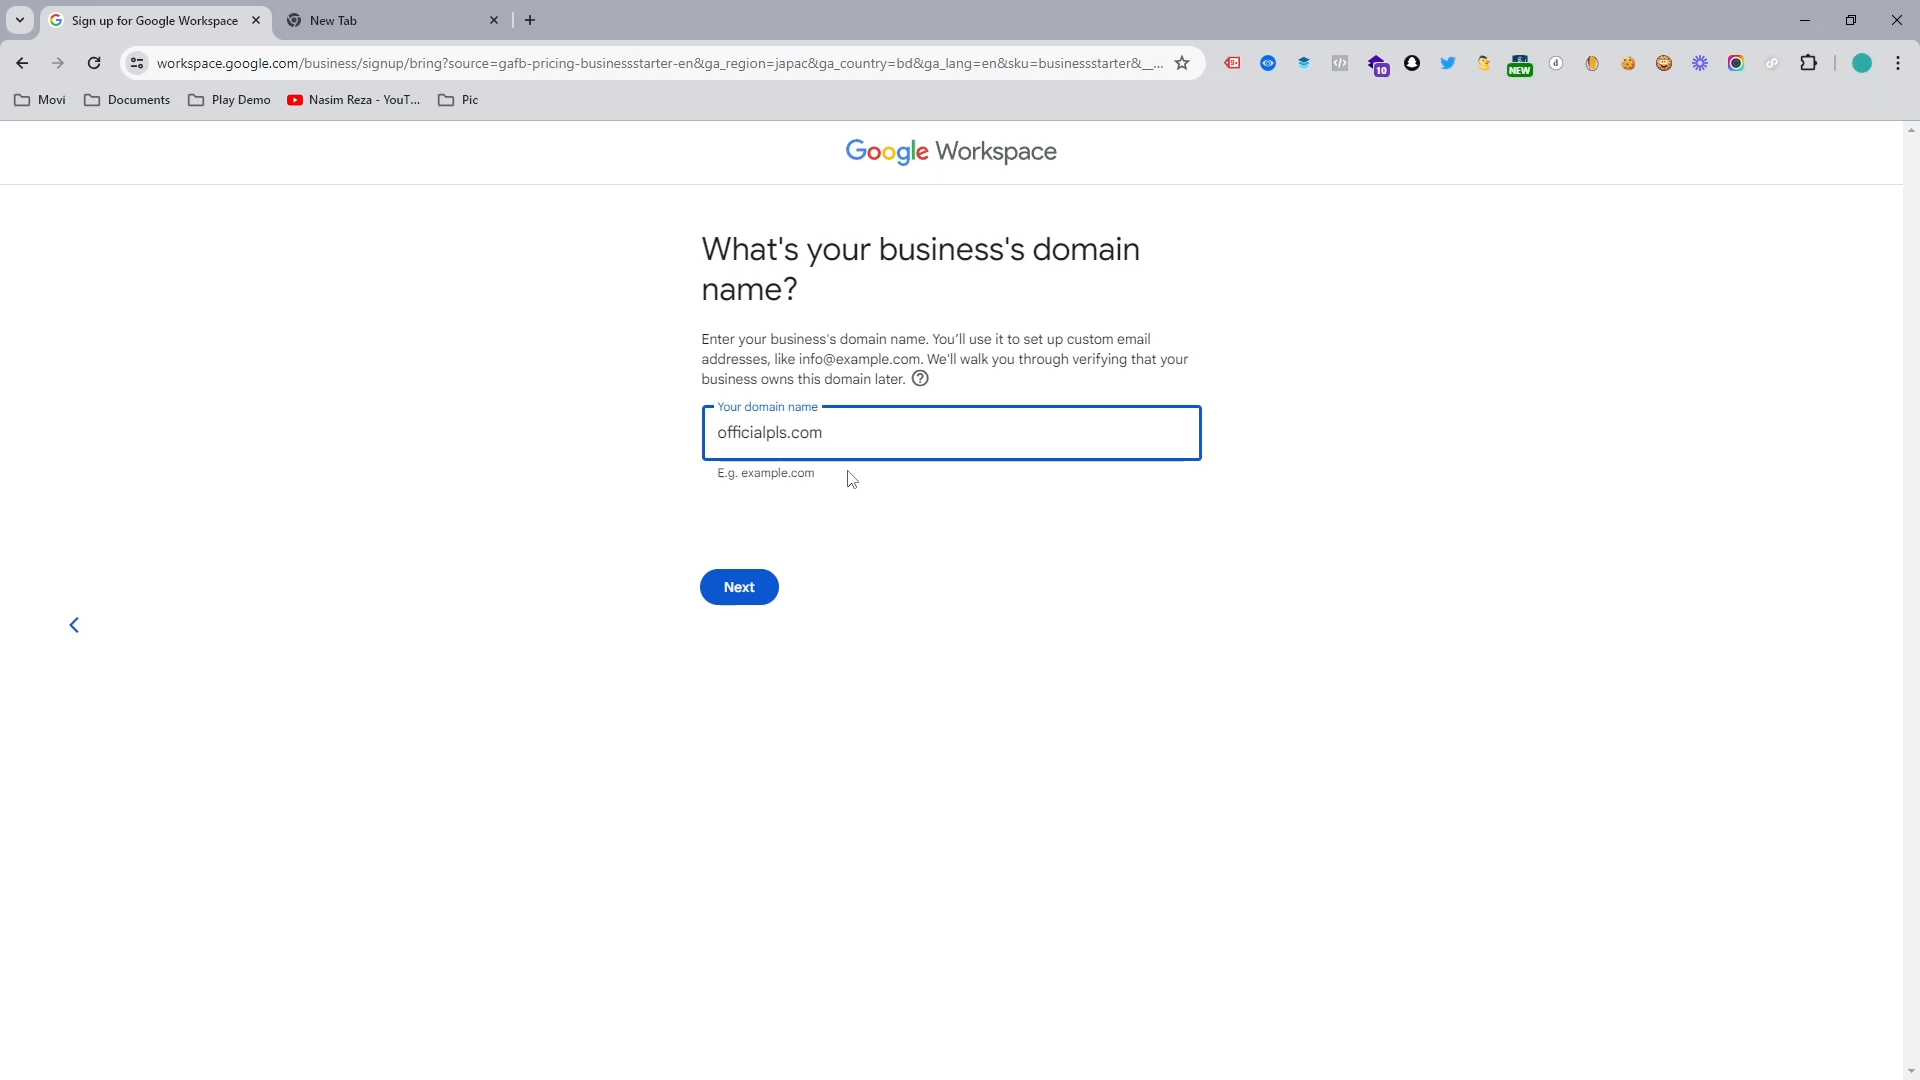 Sign up for Google Workspace
New Tab
workspace.google.com/business/signup/bring?source=gafb-pricing-businessstarter-en&ga_region=japac&ga_country=bd&ga_lang=en&sku=businessstarter&__...
10
NEW
Movi
Documents
Play Demo
Nasim Reza - YouT...
Pic
Google Workspace
What's your business's domain
name?
Enter your business's domain name. You’ll use it to set up custom email
addresses, like info@example.com. We'll walk you through verifying that your
business owns this domain later.
Your domain name
officialpls.com
E.g. example.com
Next